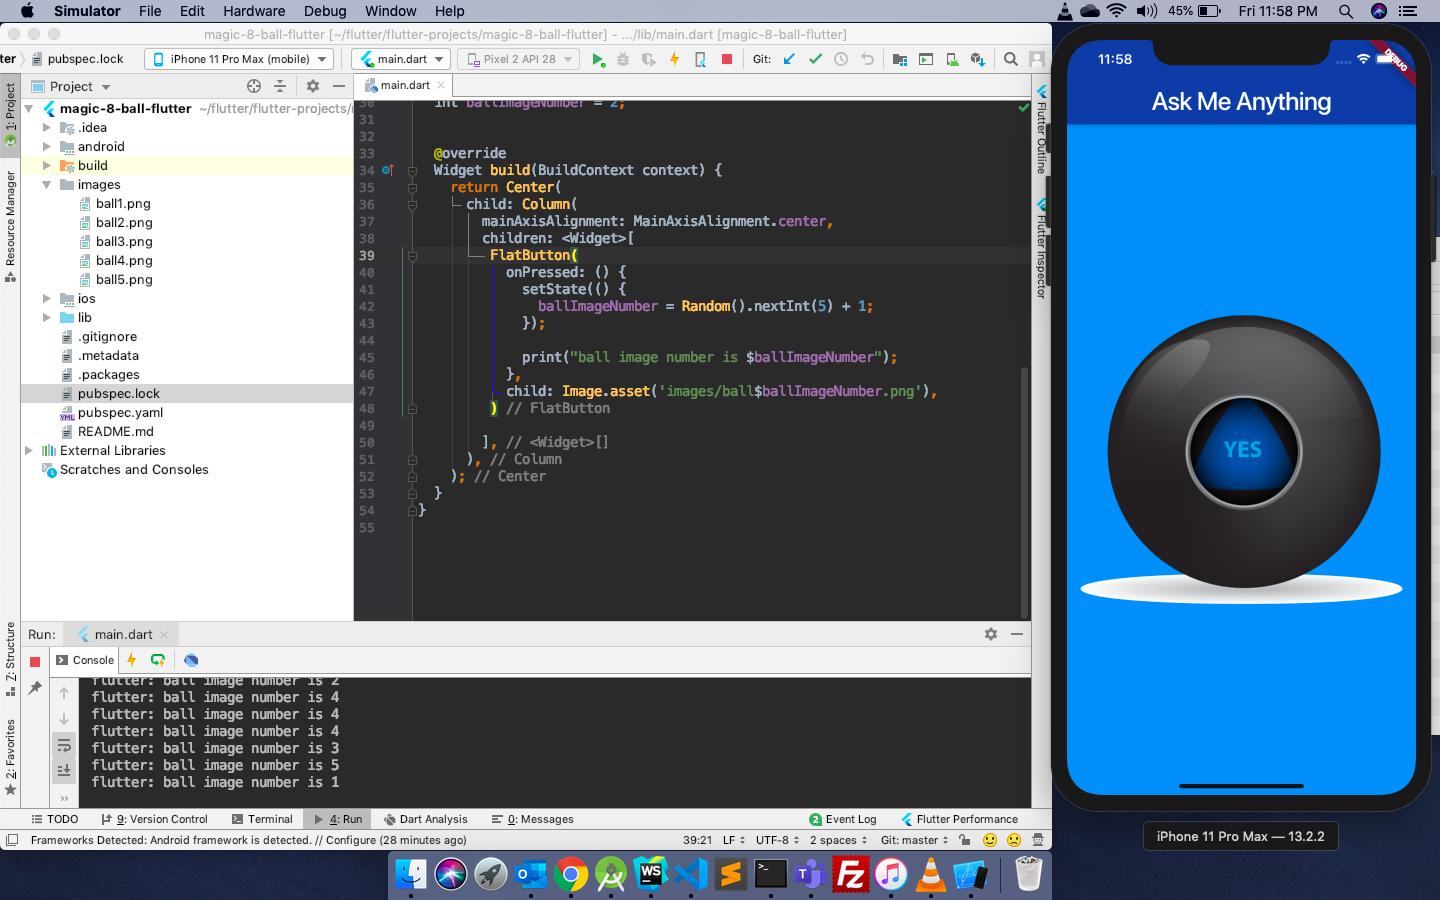 Simulator File Edit Hardware Debug Window Help 45% Fri 11:58 PM
magic-8-ball-flutter [~/flutter/flutter-projects/magic-8-ball-flutter] - .../lib/main.dart [magic-8-ball-flutter]
ter pubspec.lock iPhone 11 Pro Max (mobile) main.dart Pixel 2 API 28 Git:
Project main.dart
magic-8-ball-flutter ~/flutter/flutter-projects/
.idea
android
build
images
ball1.png
ball2.png
ball3.png
ball4.png
ball5.png
ios
lib
.gitignore
.metadata
.packages
pubspec.lock
YML pubspec.yaml
README.md
External Libraries
Scratches and Consoles
1: Project
Resource Manager
Z: Structure
2: Favorites
30 int ballImageNumber = 2;
31
32
33 @override
34 Widget build(BuildContext context) {
35 return Center(
36 child: Column(
37 mainAxisAlignment: MainAxisAlignment.center,
38 children: <Widget>[
39 FlatButton(
40 onPressed: () {
41 setState(() {
42 ballImageNumber = Random().nextInt(5) + 1;
43 });
44
45 print("ball image number is $ballImageNumber");
46 },
47 child: Image.asset('images/ball$ballImageNumber.png'),
48 ) // FlatButton
49
50 ], // <Widget>[]
51 ), // Column
52 ); // Center
53 }
54 }
55
Flutter Outline
Flutter Inspector
Run: main.dart
Console
flutter: ball image number is 2
flutter: ball image number is 4
flutter: ball image number is 4
flutter: ball image number is 4
flutter: ball image number is 3
flutter: ball image number is 5
flutter: ball image number is 1
TODO 9: Version Control Terminal 4: Run Dart Analysis 0: Messages 2 Event Log Flutter Performance
Frameworks Detected: Android framework is detected. // Configure (28 minutes ago) 39:21 LF UTF-8 2 spaces Git: master
11:58
DEBUG
Ask Me Anything
YES
iPhone 11 Pro Max — 13.2.2
WS
Fz